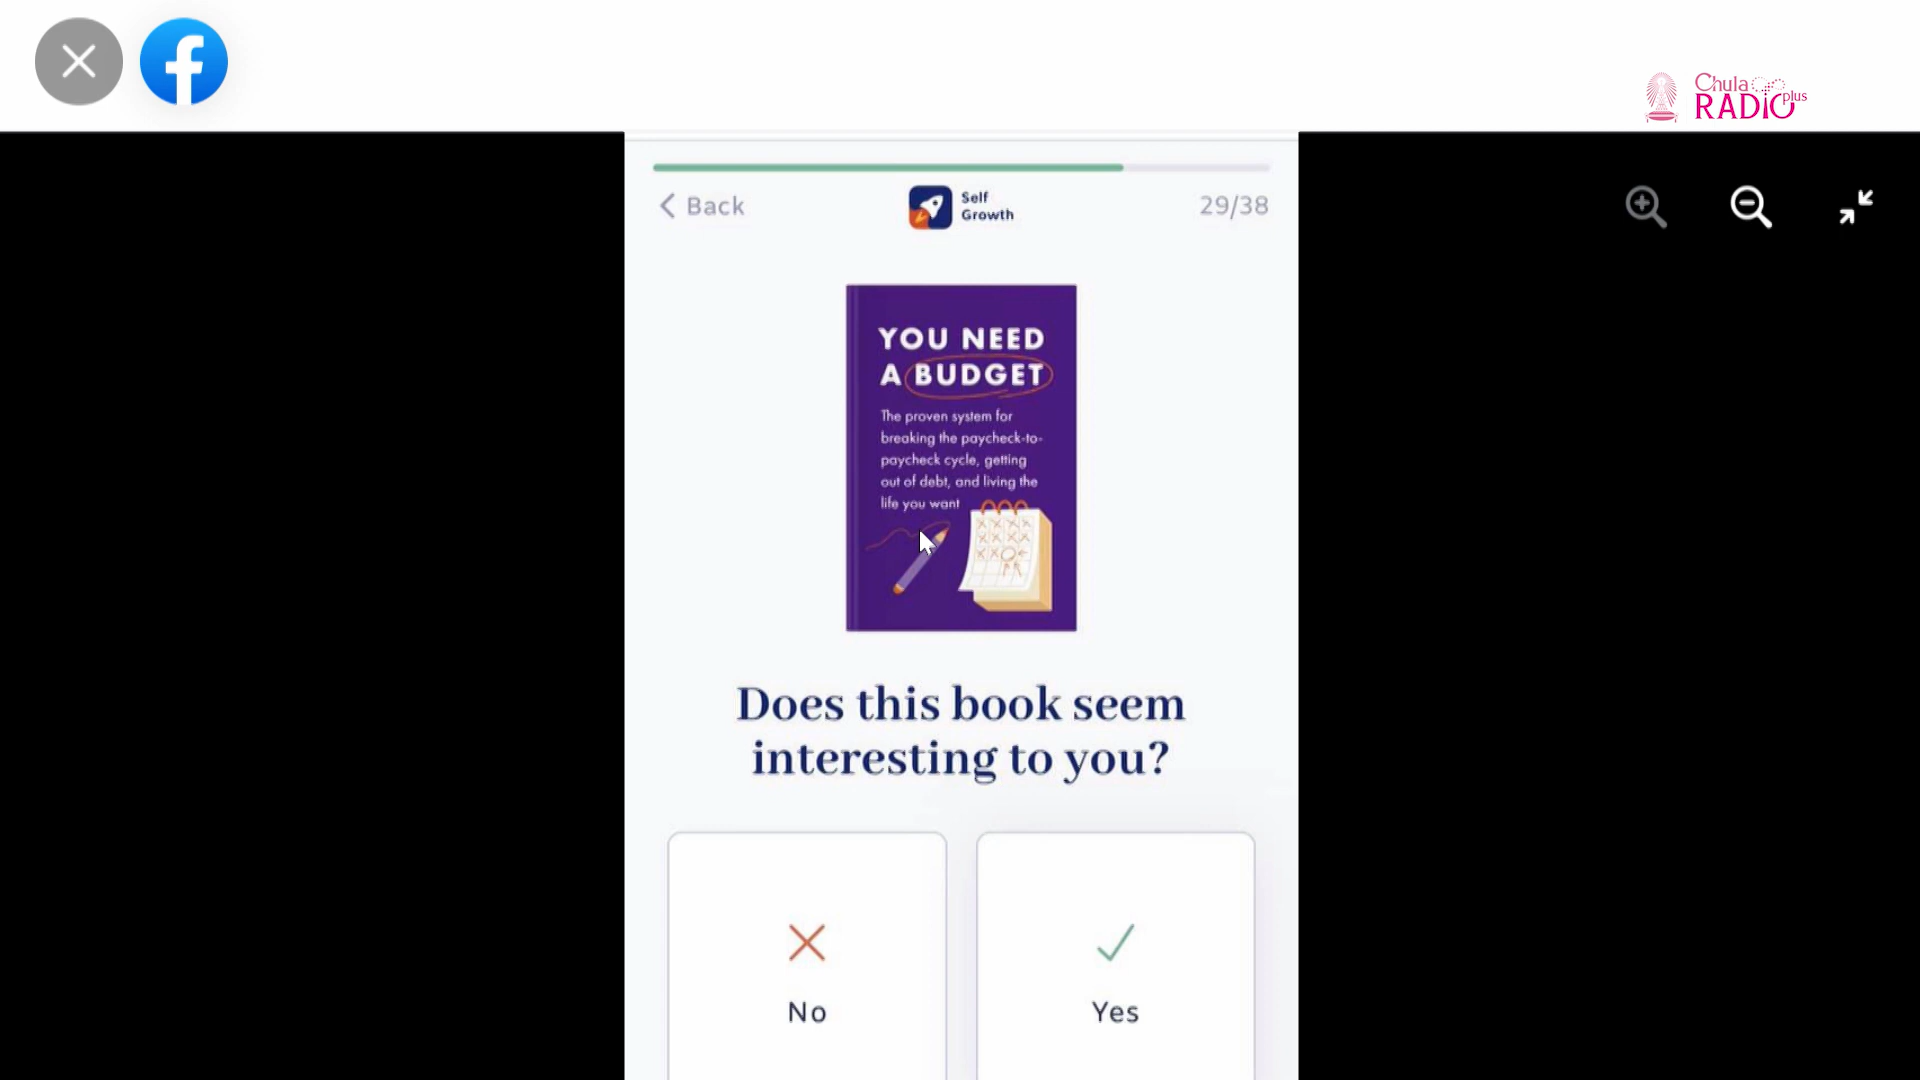 Chula
RADIO plus
Back
Self
Growth
29/38
YOU NEED
A BUDGET
The proven system for
breaking the paycheck-to-
paycheck cycle, getting
out of debt, and living the
life you want
Does this book seem
interesting to you?
No
Yes